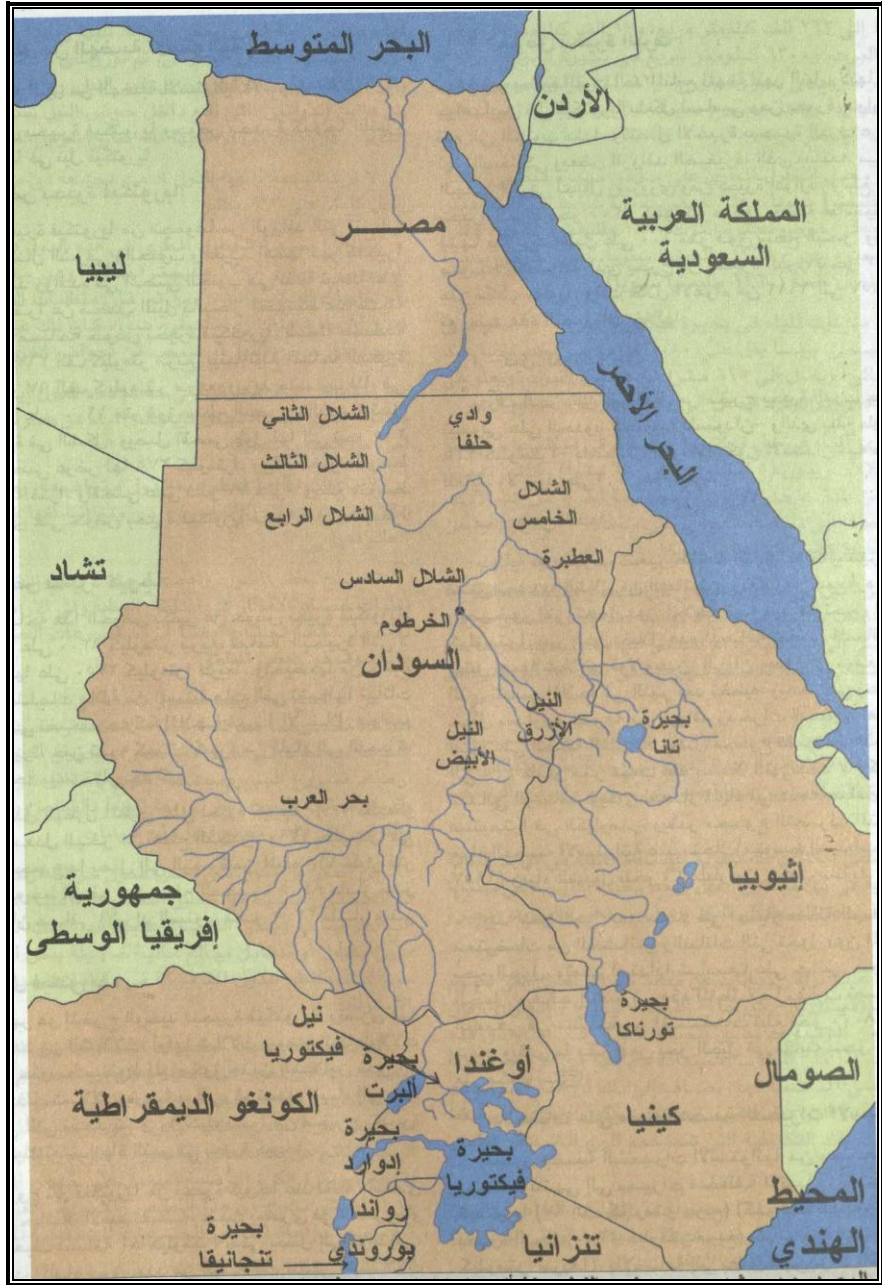 البحر المتوسط
الأردن
المملكة العربية
السعودية
مصــــر
ليبيا
البحر الأحمر
الشلال الثاني
وادي
حلفا
الشلال الثالث
الشلال
الخامس
الشلال الرابع
العطبرة
تشاد
الشلال السادس
الخرطوم
السودان
النيل
الأزرق
النيل
الأبيض
بحيرة
تانا
بحر العرب
إثيوبيا
جمهورية
إفريقيا الوسطى
بحيرة
تورناكا
نيل
فيكتوريا
بحيرة
ألبرت
أوغندا
الصومال
الكونغو الديمقراطية
كينيا
بحيرة
إدوارد
بحيرة
فيكتوريا
المحيط
الهندي
رواندا
بوروندي
بحيرة
تنجانيقا
تنزانيا